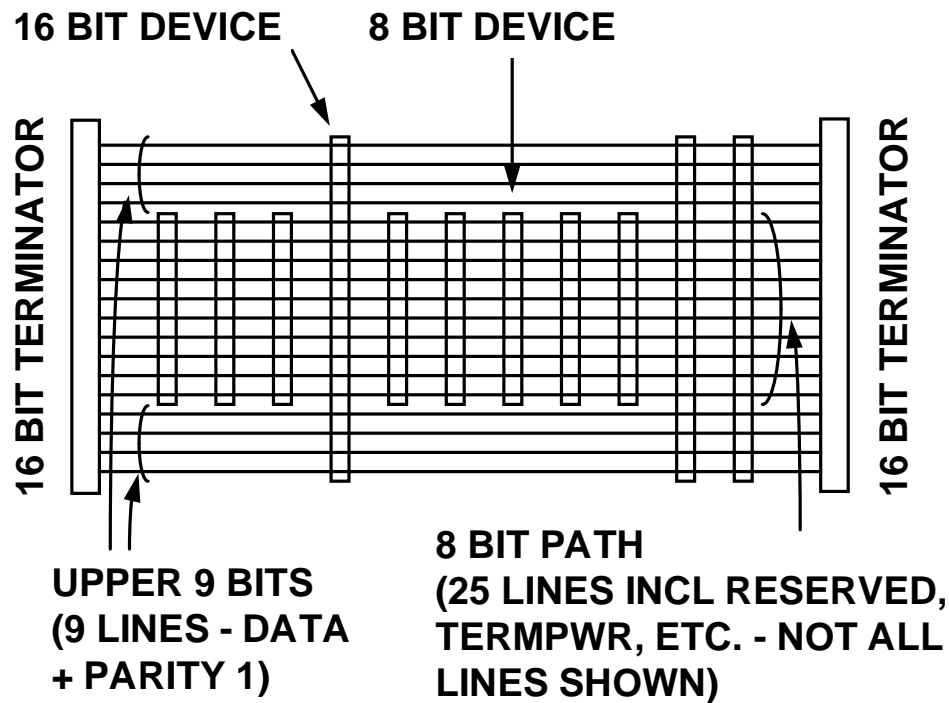 16 BIT DEVICE
8 BIT DEVICE
16 BIT TERMINATOR
16 BIT TERMINATOR
UPPER 9 BITS
(9 LINES - DATA
+ PARITY 1)
8 BIT PATH
(25 LINES INCL RESERVED,
TERMPWR, ETC. - NOT ALL
LINES SHOWN)